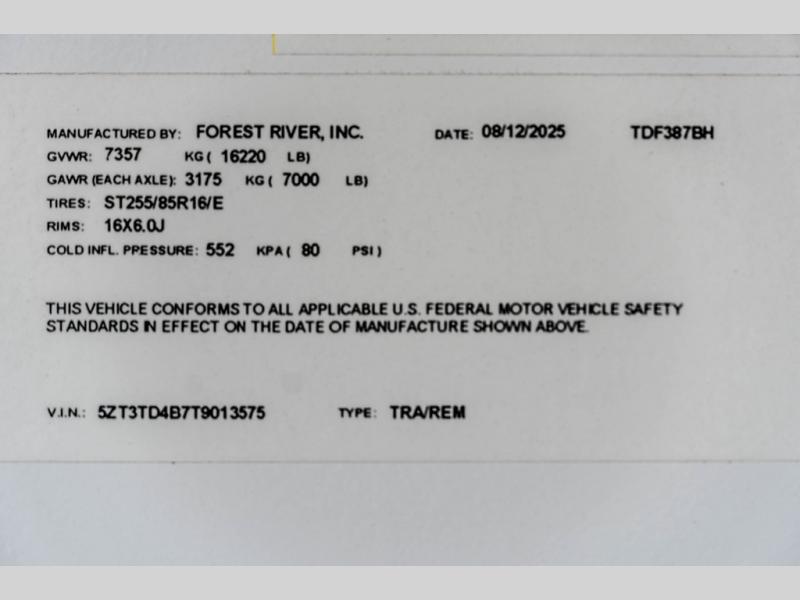 MANUFACTURED BY: FOREST RIVER, INC. DATE: 08/12/2025 TDF387BH
GVWR: 7357 KG ( 16220 LB)
GAWR (EACH AXLE): 3175 KG ( 7000 LB)
TIRES: ST255/85R16/E
RIMS: 16X6.0J
COLD INFL. PRESSURE: 552 KPA ( 80 PSI )
THIS VEHICLE CONFORMS TO ALL APPLICABLE U.S. FEDERAL MOTOR VEHICLE SAFETY
STANDARDS IN EFFECT ON THE DATE OF MANUFACTURE SHOWN ABOVE.
V.I.N.: 5ZT3TD4B7T9013575 TYPE: TRA/REM